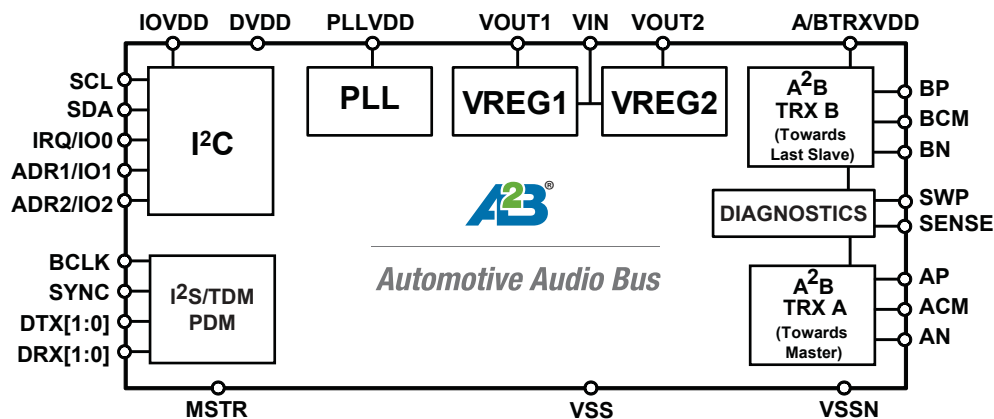 IOVDD DVDD PLLVDD VOUT1 VIN VOUT2 A/BTRXVDD
SCL
SDA
IRQ/IO0
ADR1/IO1
ADR2/IO2
I²C
PLL
VREG1
VREG2
A²B
TRX B
(Towards
Last Slave)
BP
BCM
BN
A2B®
DIAGNOSTICS
SWP
SENSE
Automotive Audio Bus
BCLK
SYNC
DTX[1:0]
DRX[1:0]
I²S/TDM
PDM
A²B
TRX A
(Towards
Master)
AP
ACM
AN
MSTR VSS VSSN